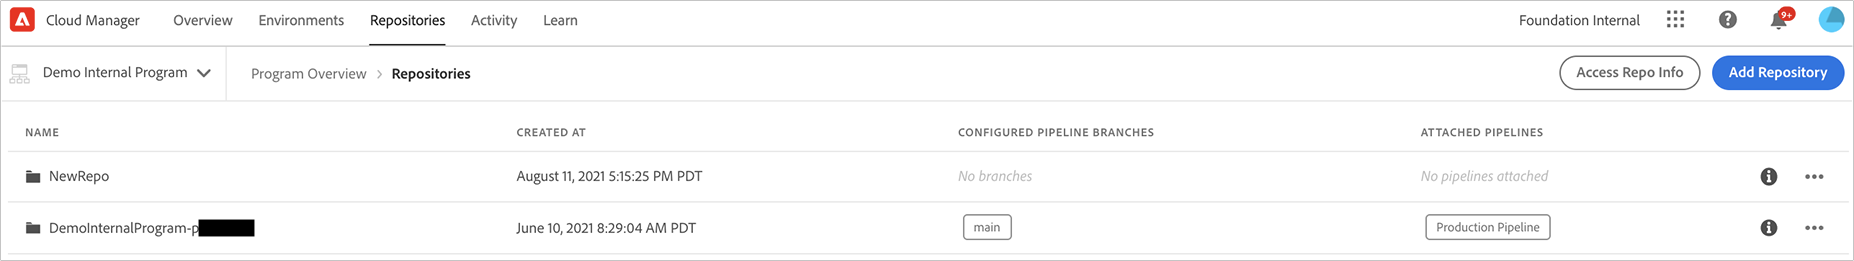 Cloud Manager Overview Environments Repositories Activity Learn Foundation Internal 9+
Demo Internal Program Program Overview > Repositories Access Repo Info Add Repository
NAME CREATED AT CONFIGURED PIPELINE BRANCHES ATTACHED PIPELINES
NewRepo August 11, 2021 5:15:25 PM PDT No branches No pipelines attached
DemoInternalProgram-p June 10, 2021 8:29:04 AM PDT main Production Pipeline